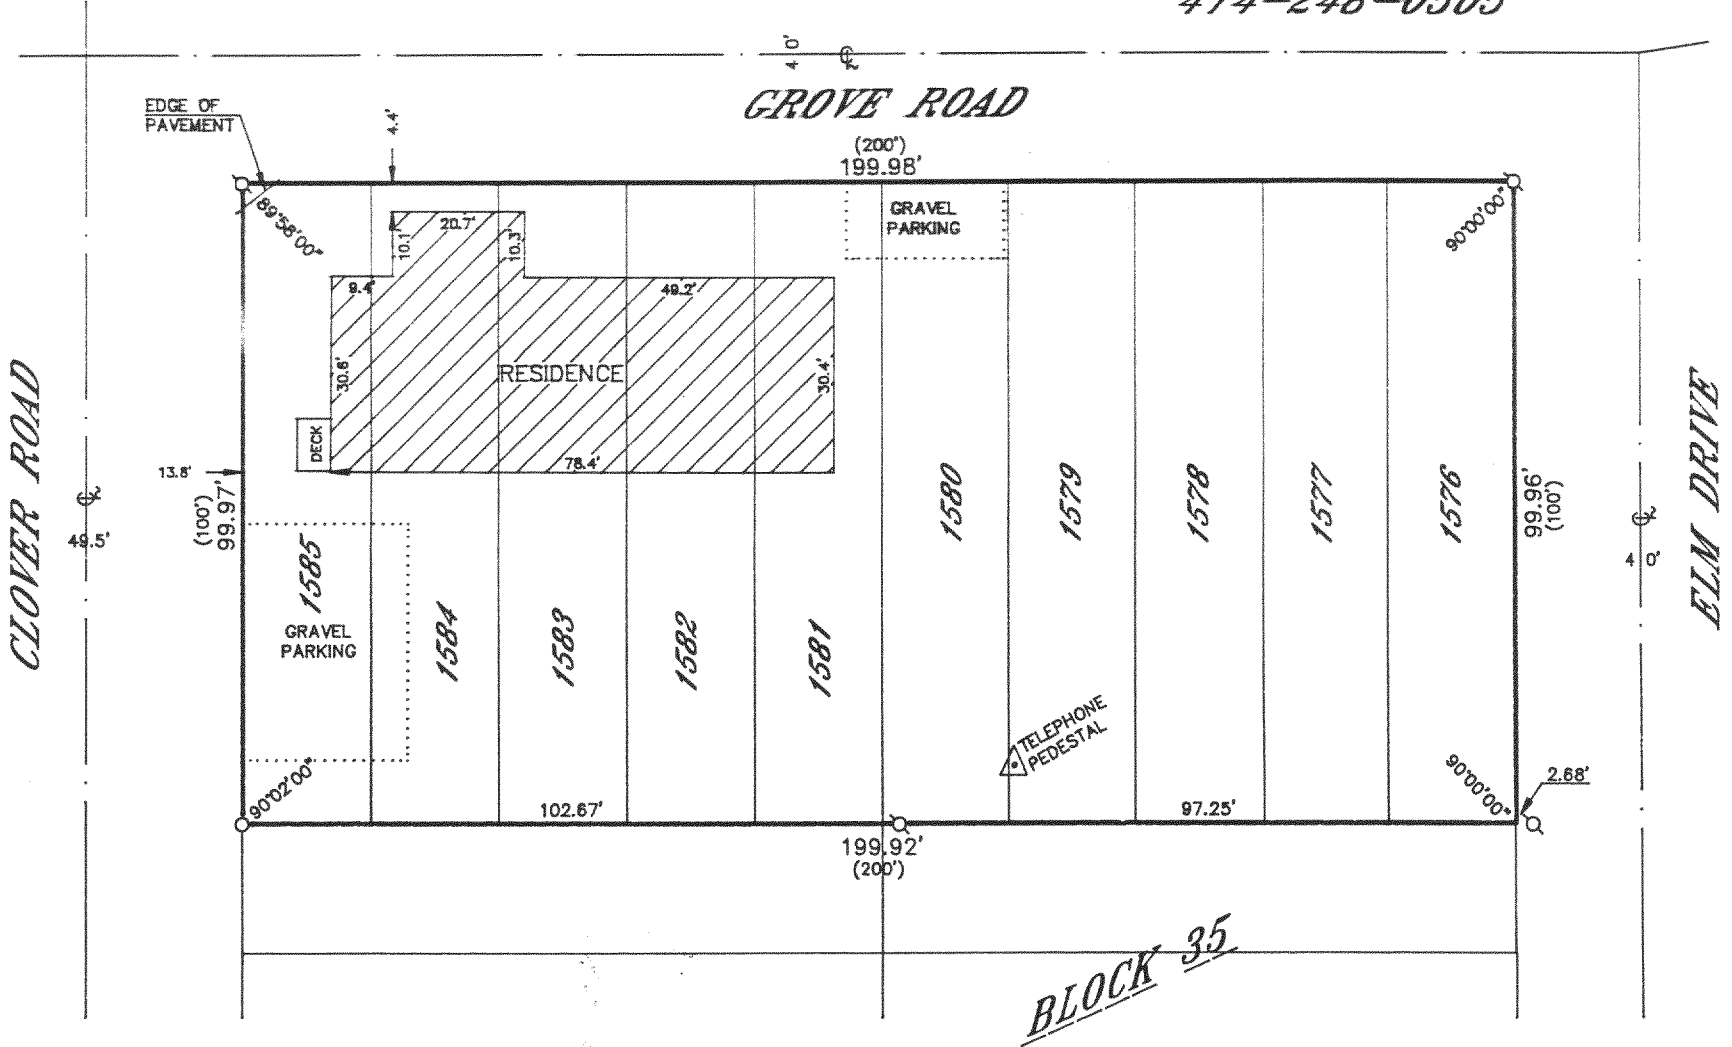 40'
GROVE ROAD
EDGE OF
PAVEMENT
4.4'
(200')
199.98'
89°58'00"
20.7'
10.1'
10.3'
9.4'
49.2'
GRAVEL
PARKING
90°00'00"
30.6'
RESIDENCE
30.4'
DECK
78.4'
13.8'
(100')
99.97'
CLOVER ROAD
49.5'
1580
1579
1578
1577
1576
99.96'
(100')
40'
ELM DRIVE
1585
GRAVEL
PARKING
1584
1583
1582
1581
TELEPHONE
PEDESTAL
90°02'00"
102.67'
97.25'
90°00'00"
2.68'
199.92'
(200')
BLOCK 35